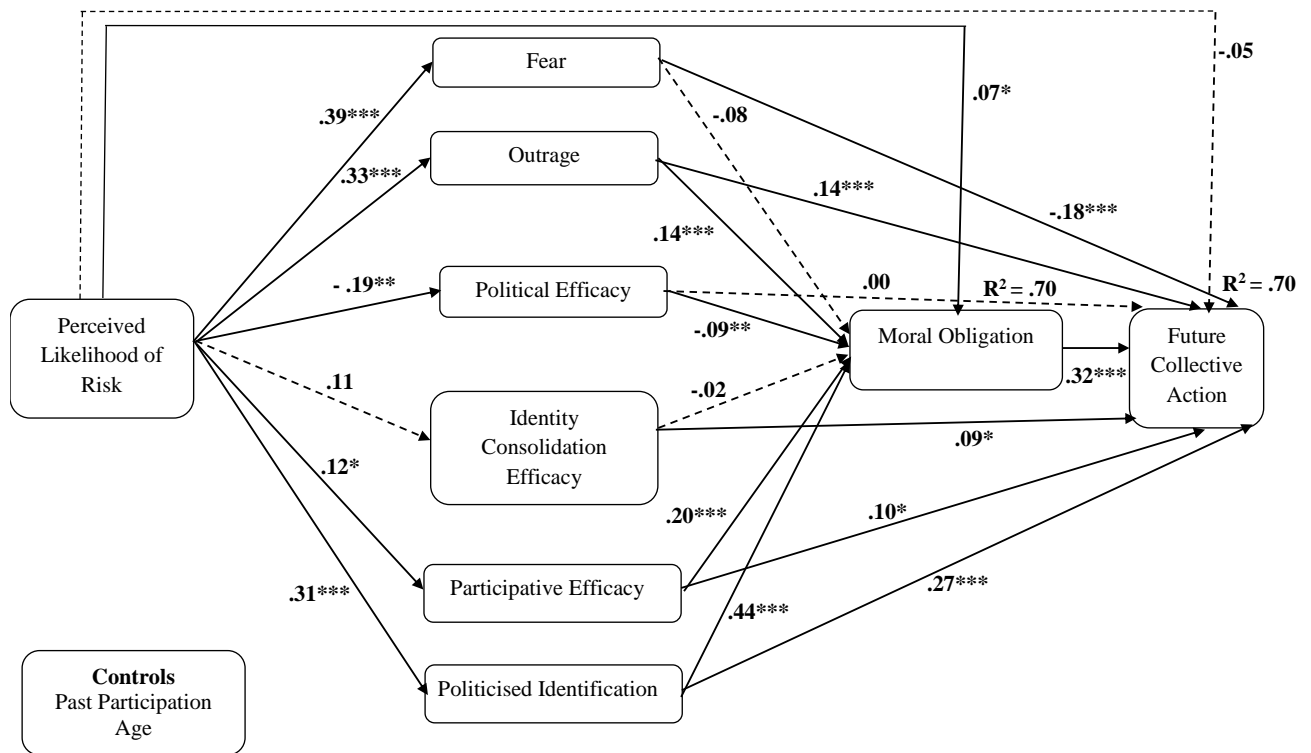 -.05
Fear
.07*
-.08
.39***
Outrage
.33***
.14***
-.18***
.14***
- .19**
Political Efficacy
.00
R² = .70
R² = .70
Perceived
Likelihood of
Risk
-.09**
Moral Obligation
Future
Collective
Action
.32***
.11
-.02
Identity
Consolidation
Efficacy
.09*
.12*
.20***
.10*
.31***
Participative Efficacy
.27***
.44***
Politicised Identification
Controls
Past Participation
Age